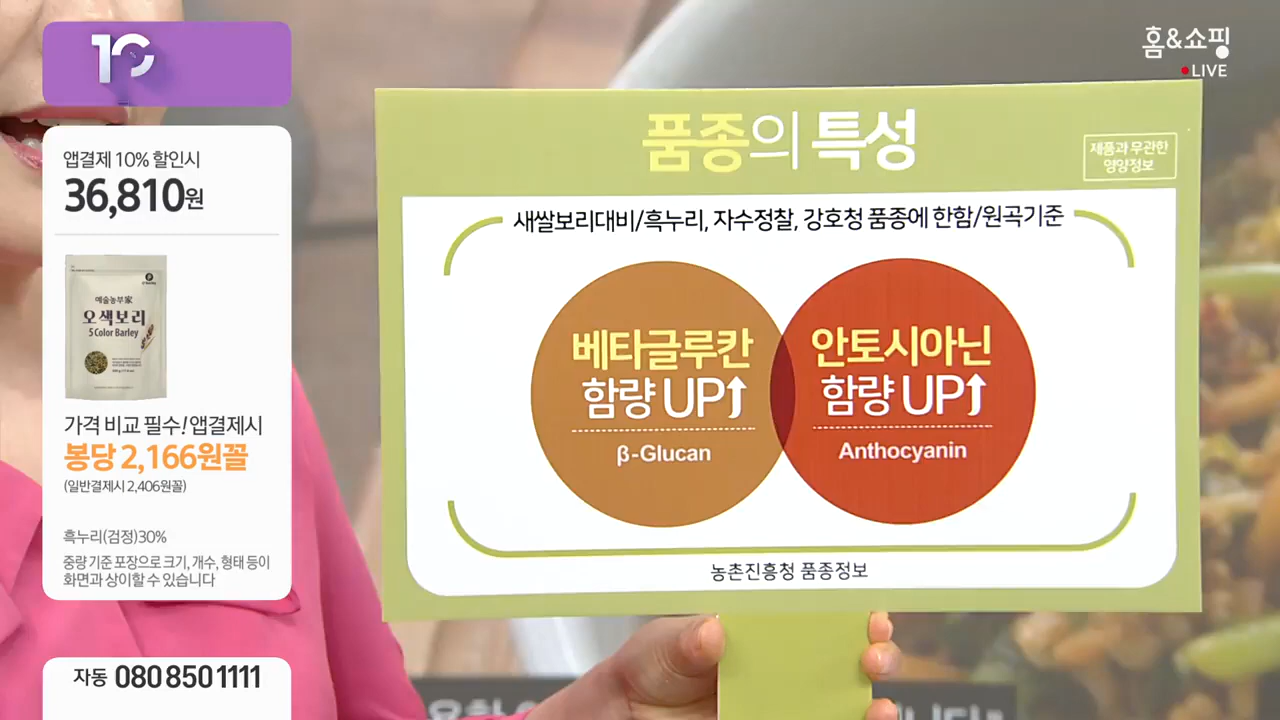 10
홈&쇼핑
LIVE
앱결제 10% 할인시
36,810원
예술농부家
오색보리
5 Color Barley
가격 비교 필수! 앱결제시
봉당 2,166원꼴
(일반결제시 2,406원꼴)
흑누리(검정)30%
중량 기준 포장으로 크기, 개수, 형태 등이
화면과 상이할 수 있습니다
자동 080 850 1111
품종의 특성
제품과 무관한
영양정보
새쌀보리대비/흑누리, 자수정찰, 강호청 품종에 한함/원곡기준
베타글루칸
함량 UP↑
β-Glucan
안토시아닌
함량 UP↑
Anthocyanin
농촌진흥청 품종정보